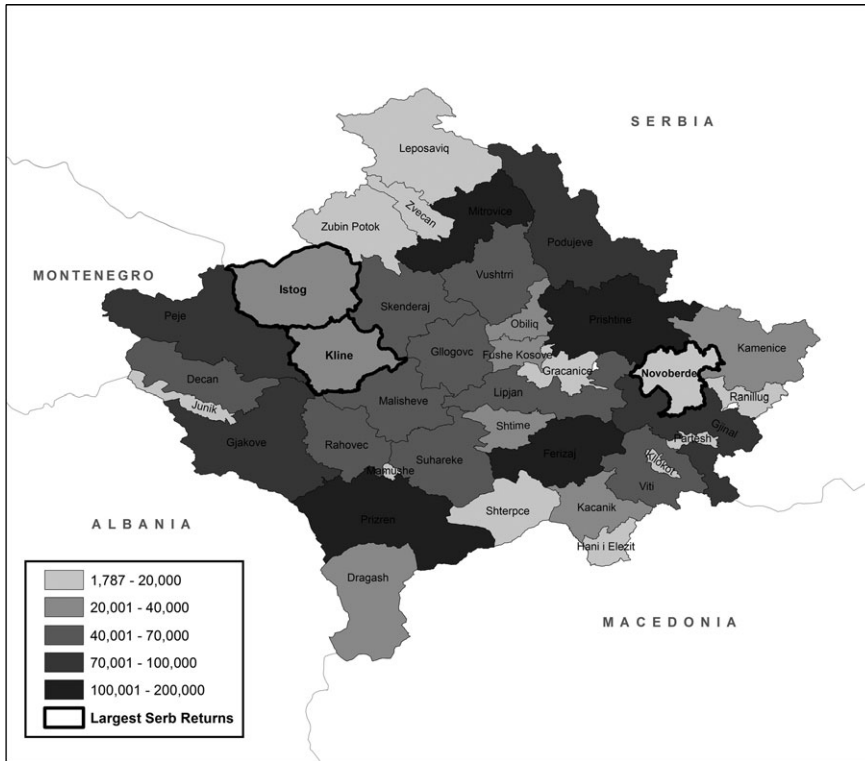 SERBIA
Leposaviq
Zvecan
Mitrovice
Zubin Potok
Podujeve
MONTENEGRO
Vushtrri
Istog
Skenderaj
Peje
Obiliq
Prishtine
Kline
Gllogovc
Fushe Kosove
Kamenice
Gracanice
Novoberde
Decan
Lipjan
Ranillug
Junik
Malisheve
Shtime
Gjilnal
Partesh
Gjakove
Rahovec
Suhareke
Ferizaj
Klokot
Mamushe
Viti
Kacanik
Shterpce
ALBANIA
Prizren
Hani i Elezit
Dragash
MACEDONIA
1,787 - 20,000
20,001 - 40,000
40,001 - 70,000
70,001 - 100,000
100,001 - 200,000
Largest Serb Returns